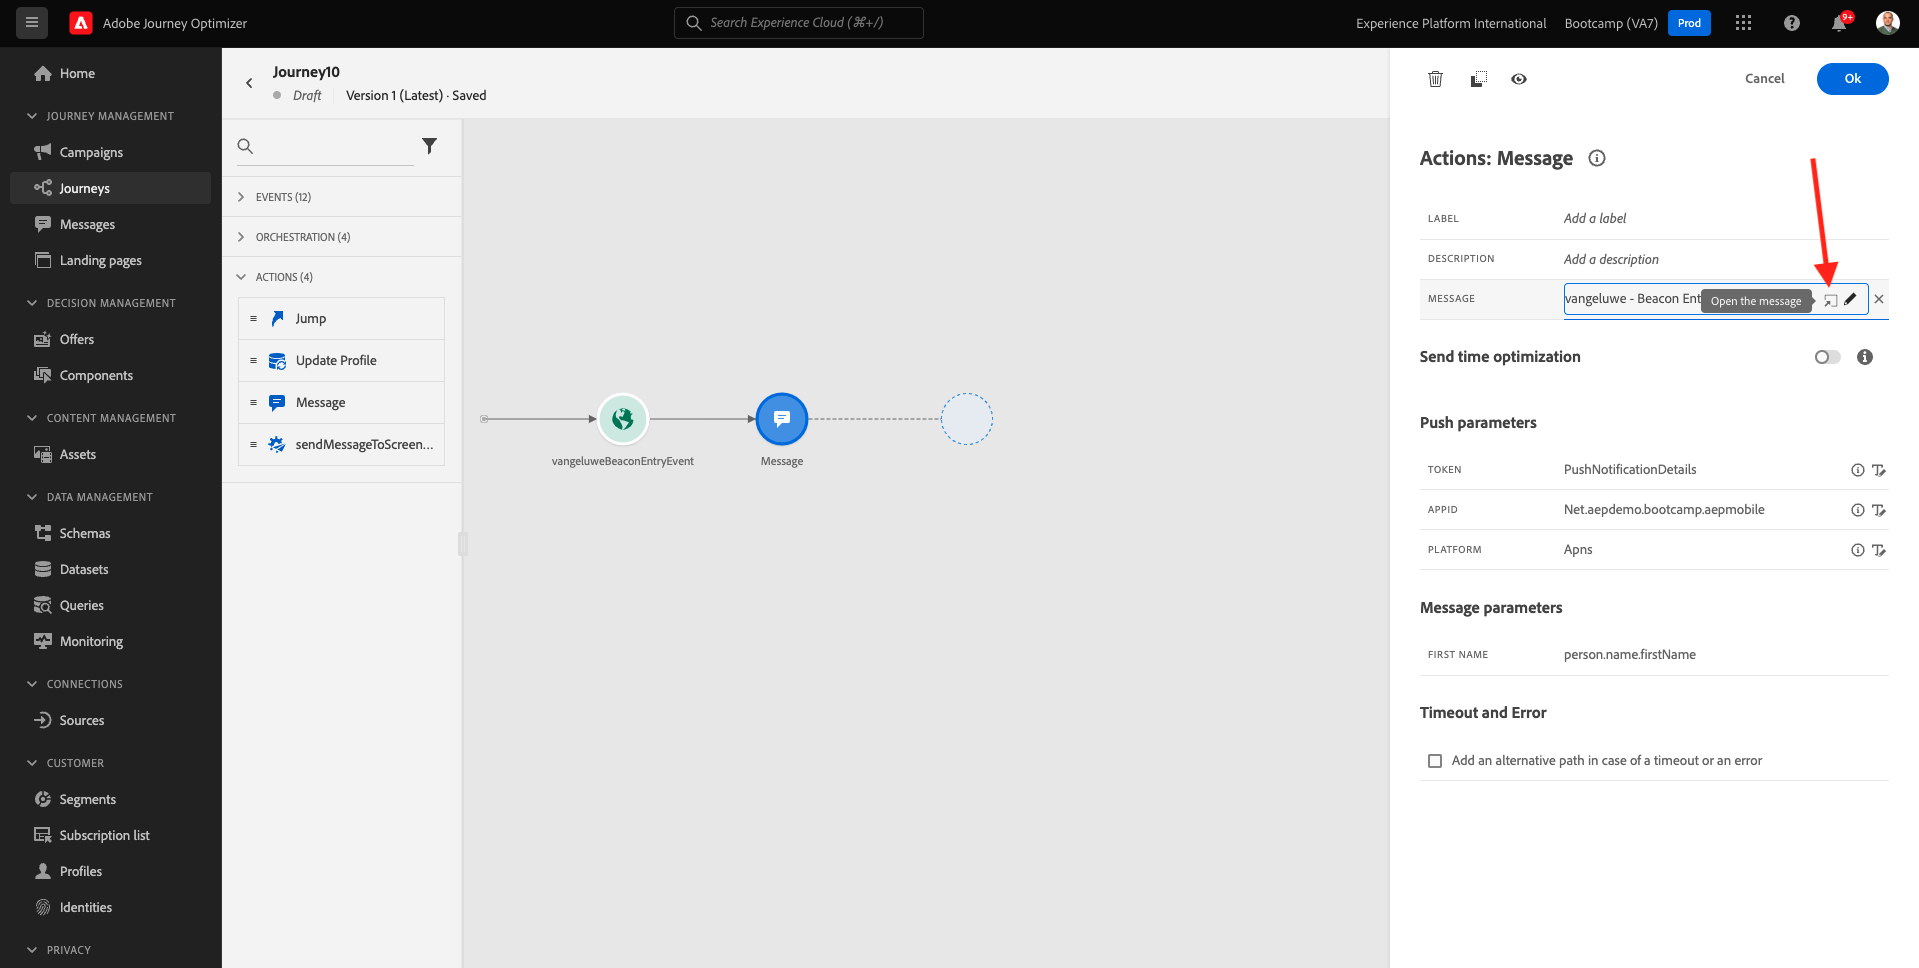 Adobe Journey Optimizer
Search Experience Cloud (⌘+/)
Experience Platform International
Bootcamp (VA7)
Prod
9+
Home
JOURNEY MANAGEMENT
Campaigns
Journeys
Messages
Landing pages
DECISION MANAGEMENT
Offers
Components
CONTENT MANAGEMENT
Assets
DATA MANAGEMENT
Schemas
Datasets
Queries
Monitoring
CONNECTIONS
Sources
CUSTOMER
Segments
Subscription list
Profiles
Identities
PRIVACY
Journey10
Draft
Version 1 (Latest) · Saved
EVENTS (12)
ORCHESTRATION (4)
ACTIONS (4)
Jump
Update Profile
Message
sendMessageToScreen...
vangeluweBeaconEntryEvent
Message
Cancel
Ok
Actions: Message
LABEL
Add a label
DESCRIPTION
Add a description
MESSAGE
vangeluwe - Beacon Ent
Open the message
Send time optimization
Push parameters
TOKEN
PushNotificationDetails
APPID
Net.aepdemo.bootcamp.aepmobile
PLATFORM
Apns
Message parameters
FIRST NAME
person.name.firstName
Timeout and Error
Add an alternative path in case of a timeout or an error